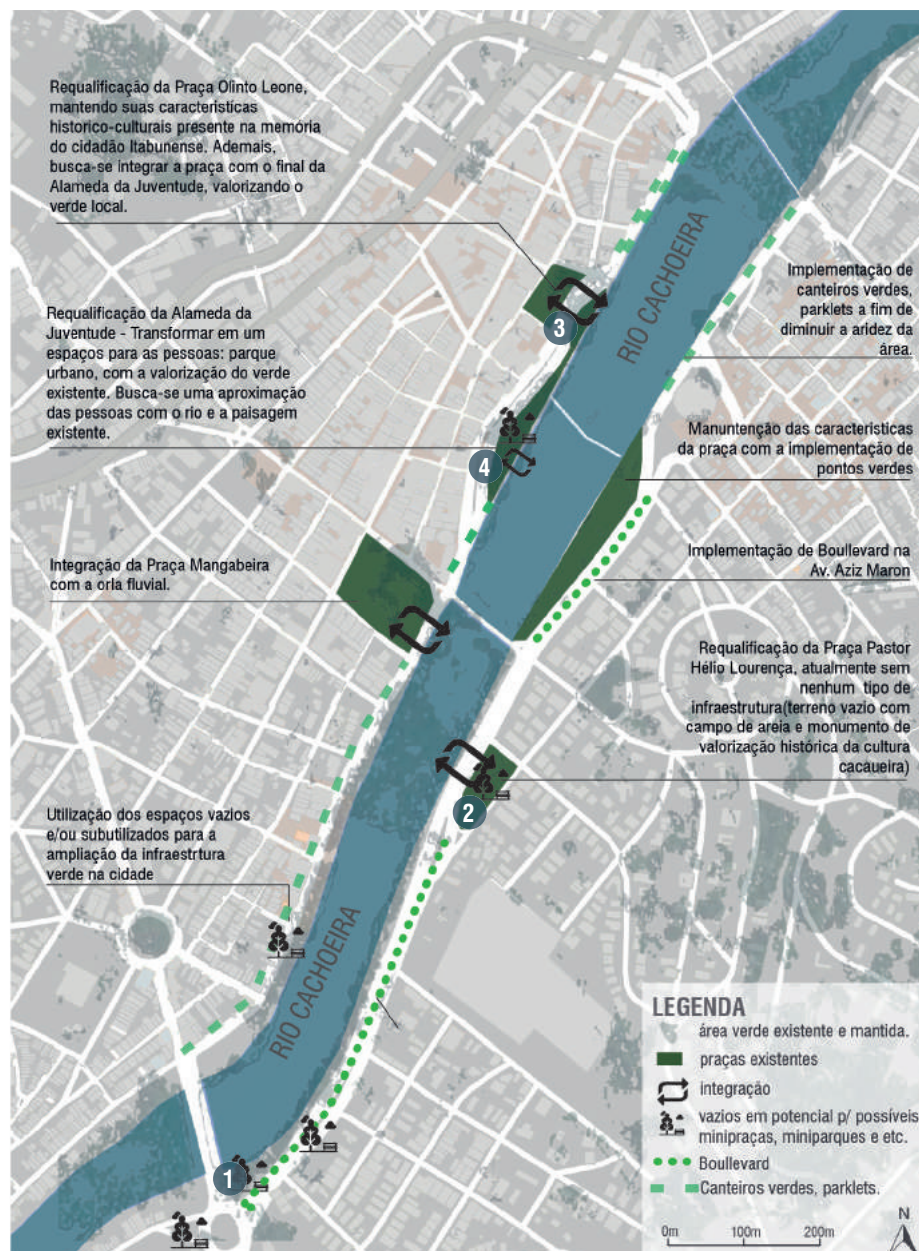 Requalificação da Praça Olinto Leone,
mantendo suas características
historico-culturais presente na memória
do cidadão Itabunense. Ademais,
busca-se integrar a praça com o final da
Alameda da Juventude, valorizando o
verde local.
RIO CACHOEIRA
Implementação de
canteiros verdes,
parklets a fim de
diminuir a aridez da
área.
3
Requalificação da Alameda da
Juventude - Transformar em um
espaços para as pessoas: parque
urbano, com a valorização do verde
existente. Busca-se uma aproximação
das pessoas com o rio e a paisagem
existente.
Manuntenção das caracteristicas
da praça com a implementação de
pontos verdes
4
Integração da Praça Mangabeira
com a orla fluvial.
Implementação de Boullevard na
Av. Aziz Maron
Requalificação da Praça Pastor
Hélio Lourença, atualmente sem
nenhum tipo de
infraestrutura(terreno vazio com
campo de areia e monumento de
valorização histórica da cultura
cacaueira)
2
Utilização dos espaços vazios
e/ou subutilizados para a
ampliação da infraestrtura
verde na cidade
RIO CACHOEIRA
1
LEGENDA
área verde existente e mantida.
praças existentes
integração
vazios em potencial p/ possíveis
minipraças, miniparques e etc.
Boullevard
Canteiros verdes, parklets.
N
0m 100m 200m